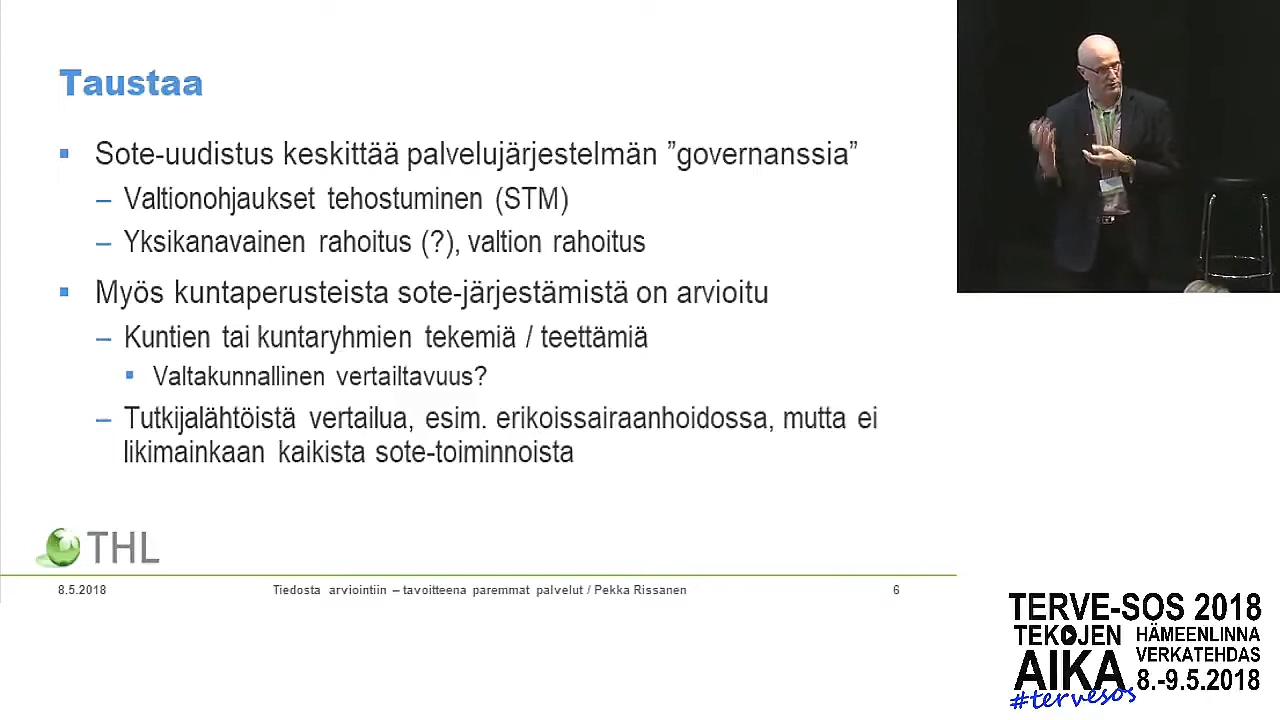 Taustaa
Sote-uudistus keskittää palvelujärjestelmän ”governanssia”
– Valtionohjaukset tehostuminen (STM)
– Yksikanavainen rahoitus (?), valtion rahoitus
Myös kuntaperusteista sote-järjestämistä on arvioitu
– Kuntien tai kuntaryhmien tekemiä / teettämiä
Valtakunnallinen vertailtavuus?
– Tutkijalähtöistä vertailua, esim. erikoissairaanhoidossa, mutta ei
likimainkaan kaikista sote-toiminnoista
THL
8.5.2018
Tiedosta arviointiin – tavoitteena paremmat palvelut / Pekka Rissanen
6
TERVE-SOS 2018
TEKOJEN
AIKA
HÄMEENLINNA
VERKATEHDAS
8.-9.5.2018
#tervesos